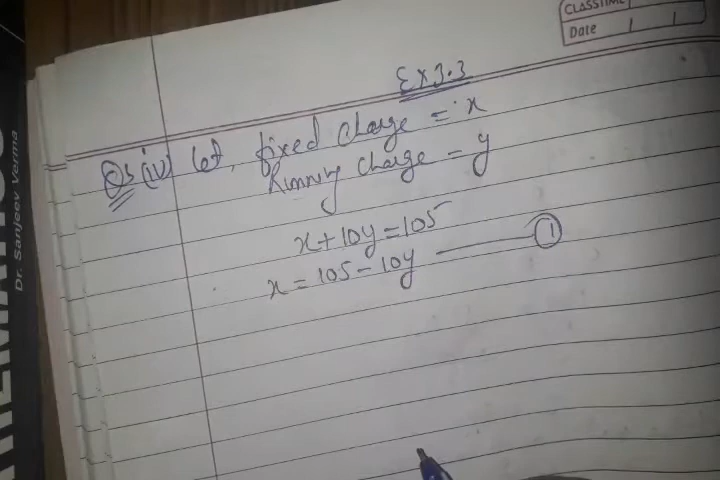 CLASSTIME
Date
Ex 3.3
Q3 (iv) Let, fixed charge = x
Running charge = y
x + 10y = 105
x = 105 - 10y ——— ①
Dr. Sanjeev Verma